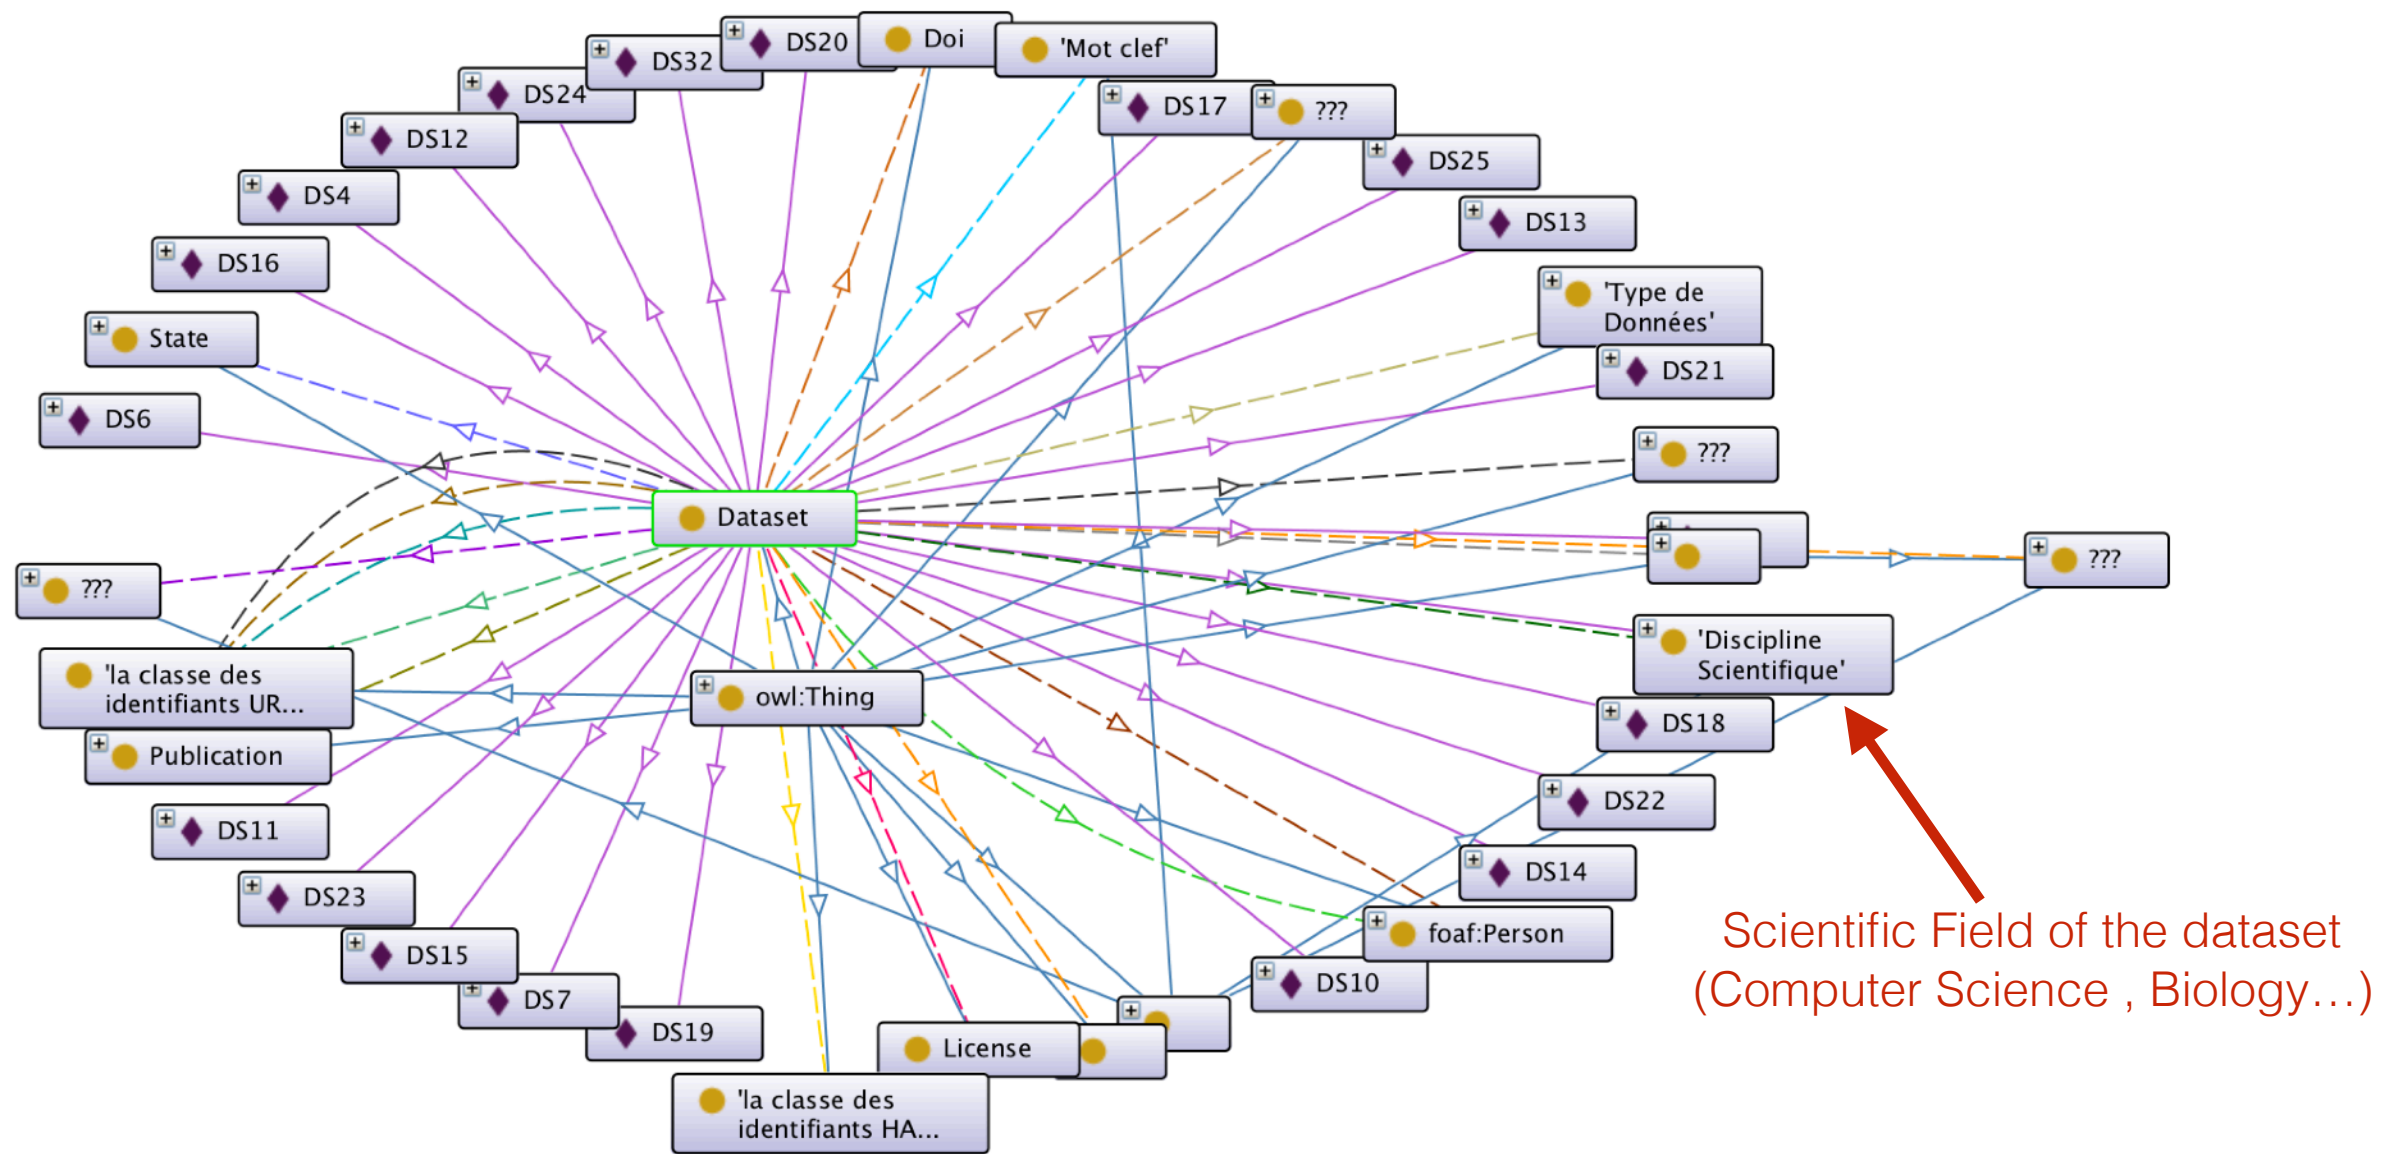 DS20
Doi
'Mot clef'
DS32
DS24
DS17
???
DS12
DS25
DS4
DS13
DS16
'Type de
Données'
State
DS21
DS6
???
Dataset
???
???
'Discipline
Scientifique'
'la classe des
identifiants UR...
owl:Thing
DS18
Publication
DS22
DS11
DS14
DS23
foaf:Person
Scientific Field of the dataset
(Computer Science , Biology...)
DS15
DS10
DS7
DS19
License
'la classe des
identifiants HA...